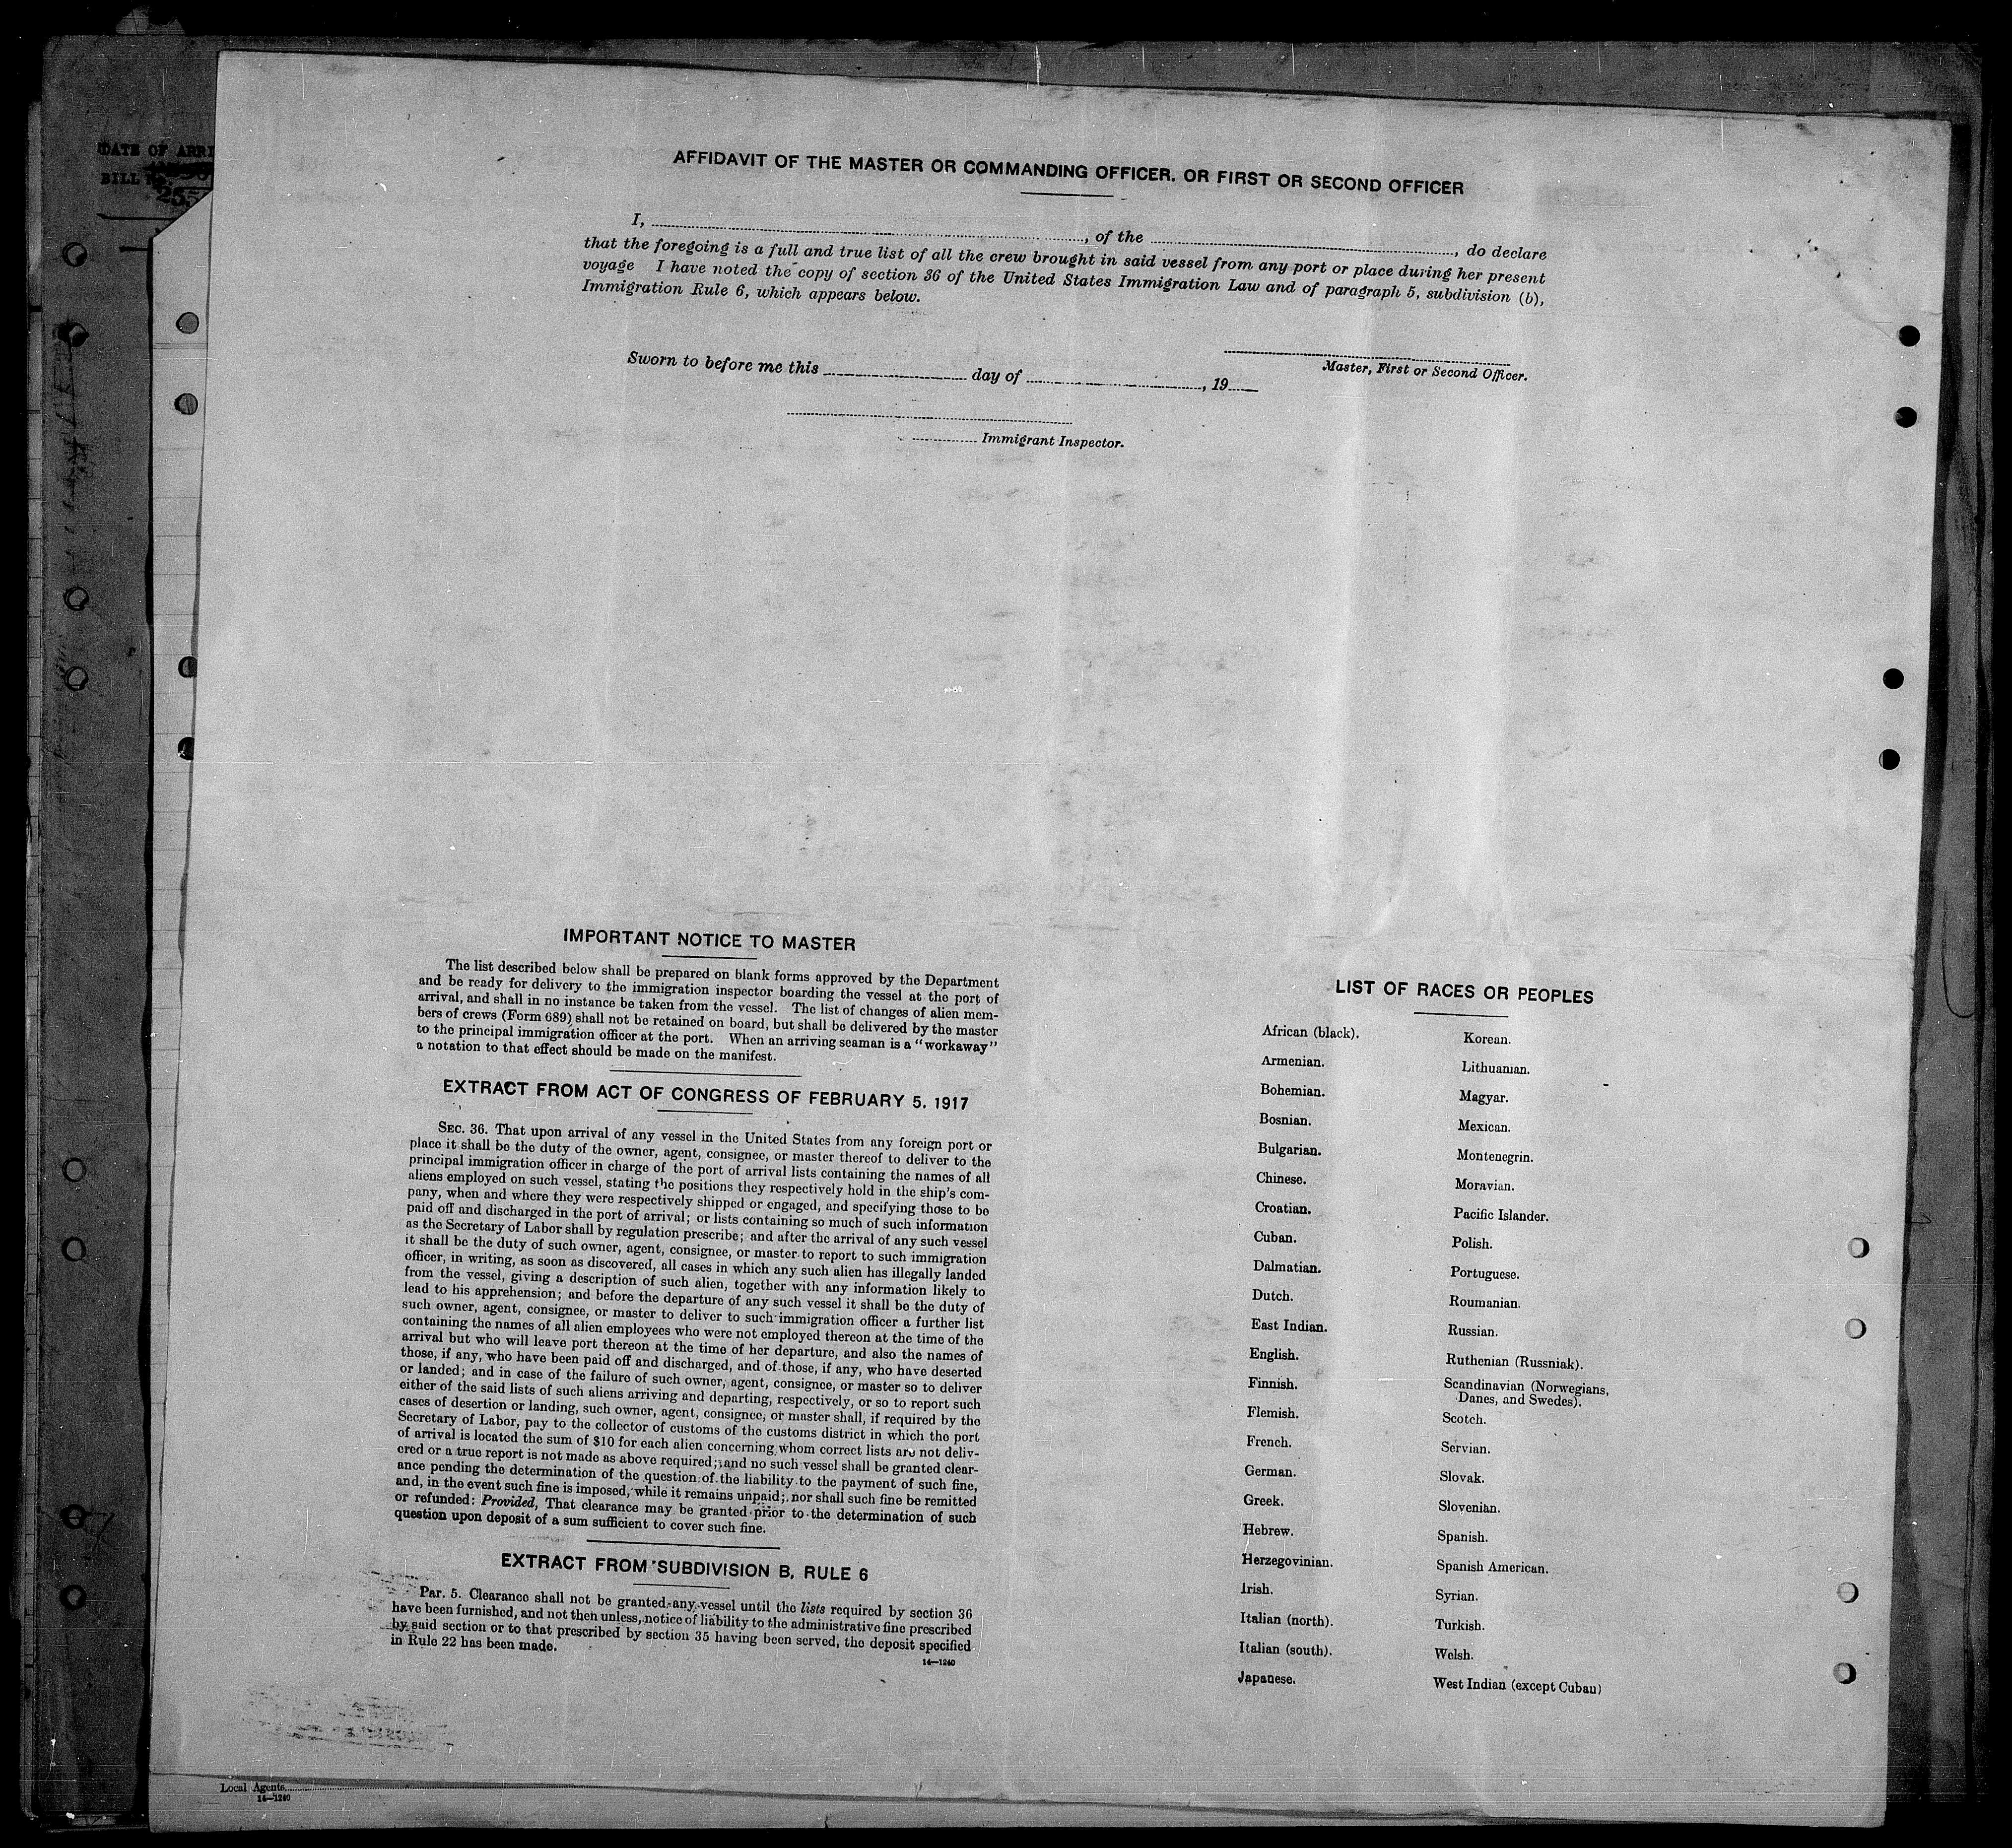 DATE OF ARRI
BILL
255
AFFIDAVIT OF THE MASTER OR COMMANDING OFFICER, OR FIRST OR SECOND OFFICER
I, ........, of the ........, do declare
that the foregoing is a full and true list of all the crew brought in said vessel from any port or place during her present
voyage I have noted the copy of section 36 of the United States Immigration Law and of paragraph 5, subdivision (b),
Immigration Rule 6, which appears below.
Master, First or Second Officer.
Sworn to before me this ........ day of ........, 19....
........ Immigrant Inspector.
IMPORTANT NOTICE TO MASTER
The list described below shall be prepared on blank forms approved by the Department
and be ready for delivery to the immigration inspector boarding the vessel at the port of
arrival, and shall in no instance be taken from the vessel. The list of changes of alien mem-
bers of crews (Form 689) shall not be retained on board, but shall be delivered by the master
to the principal immigration officer at the port. When an arriving seaman is a "workaway"
a notation to that effect should be made on the manifest.
EXTRACT FROM ACT OF CONGRESS OF FEBRUARY 5, 1917
SEC. 36. That upon arrival of any vessel in the United States from any foreign port or
place it shall be the duty of the owner, agent, consignee, or master thereof to deliver to the
principal immigration officer in charge of the port of arrival lists containing the names of all
aliens employed on such vessel, stating the positions they respectively hold in the ship's com-
pany, when and where they were respectively shipped or engaged, and specifying those to be
paid off and discharged in the port of arrival; or lists containing so much of such information
as the Secretary of Labor shall by regulation prescribe; and after the arrival of any such vessel
it shall be the duty of such owner, agent, consignee, or master to report to such immigration
officer, in writing, as soon as discovered, all cases in which any such alien has illegally landed
from the vessel, giving a description of such alien, together with any information likely to
lead to his apprehension; and before the departure of any such vessel it shall be the duty of
such owner, agent, consignee, or master to deliver to such immigration officer a further list
containing the names of all alien employees who were not employed thereon at the time of the
arrival but who will leave port thereon at the time of her departure, and also the names of
those, if any, who have been paid off and discharged, and of those, if any, who have deserted
or landed; and in case of the failure of such owner, agent, consignee, or master so to deliver
either of the said lists of such aliens arriving and departing, respectively, or so to report such
cases of desertion or landing, such owner, agent, consignee, or master shall, if required by the
Secretary of Labor, pay to the collector of customs of the customs district in which the port
of arrival is located the sum of $10 for each alien concerning whom correct lists are not deliv-
ered or a true report is not made as above required; and no such vessel shall be granted clear-
ance pending the determination of the question of the liability to the payment of such fine,
and, in the event such fine is imposed, while it remains unpaid; nor shall such fine be remitted
or refunded: Provided, That clearance may be granted prior to the determination of such
question upon deposit of a sum sufficient to cover such fine.
EXTRACT FROM SUBDIVISION B, RULE 6
Par. 5. Clearance shall not be granted any vessel until the lists required by section 36
have been furnished, and not then unless, notice of liability to the administrative fine prescribed
by said section or to that prescribed by section 35 having been served, the deposit specified
in Rule 22 has been made.
14—1240
LIST OF RACES OR PEOPLES
African (black).
Armenian.
Bohemian.
Bosnian.
Bulgarian.
Chinese.
Croatian.
Cuban.
Dalmatian.
Dutch.
East Indian.
English.
Finnish.
Flemish.
French.
German.
Greek.
Hebrew.
Herzegovinian.
Irish.
Italian (north).
Italian (south).
Japanese.
Korean.
Lithuanian.
Magyar.
Mexican.
Montenegrin.
Moravian.
Pacific Islander.
Polish.
Portuguese.
Roumanian.
Russian.
Ruthenian (Russniak).
Scandinavian (Norwegians,
Danes, and Swedes).
Scotch.
Servian.
Slovak.
Slovenian.
Spanish.
Spanish American.
Syrian.
Turkish.
Welsh.
West Indian (except Cuban)
Local Agents
14—1240